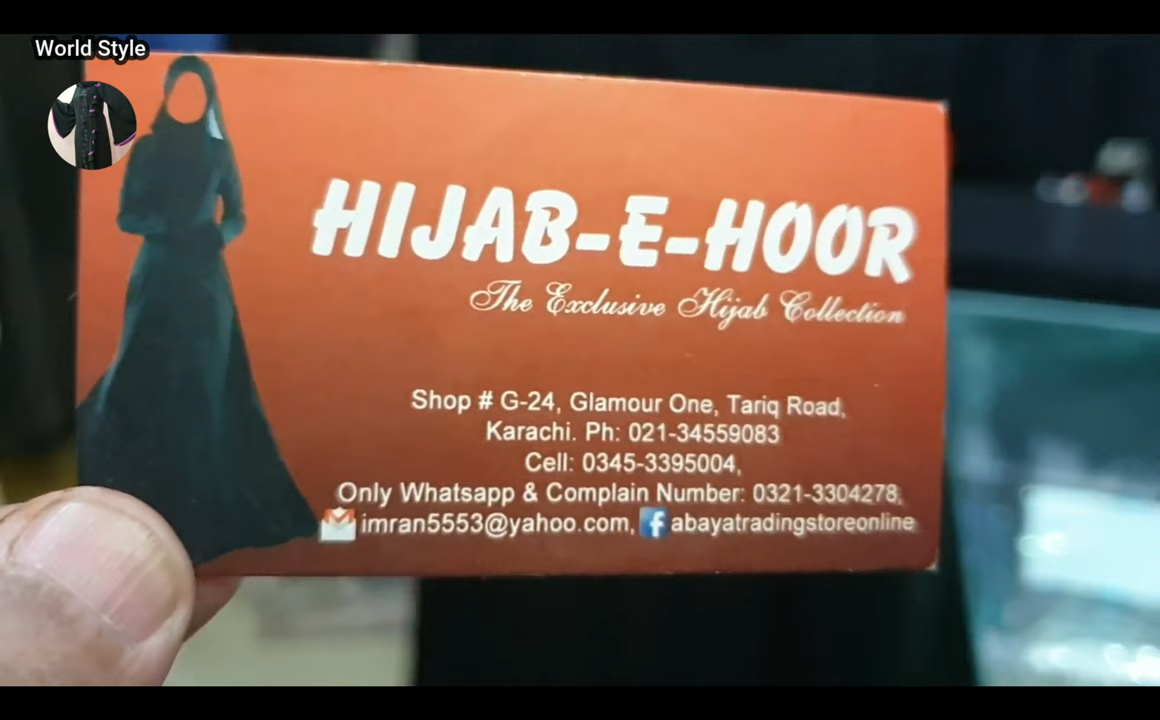 World Style
HIJAB-E-HOOR
The Exclusive Hijab Collection
Shop # G-24, Glamour One, Tariq Road,
Karachi. Ph: 021-34559083
Cell: 0345-3395004,
Only Whatsapp & Complain Number: 0321-3304278,
imran5553@yahoo.com, f abayatradingstoreonline